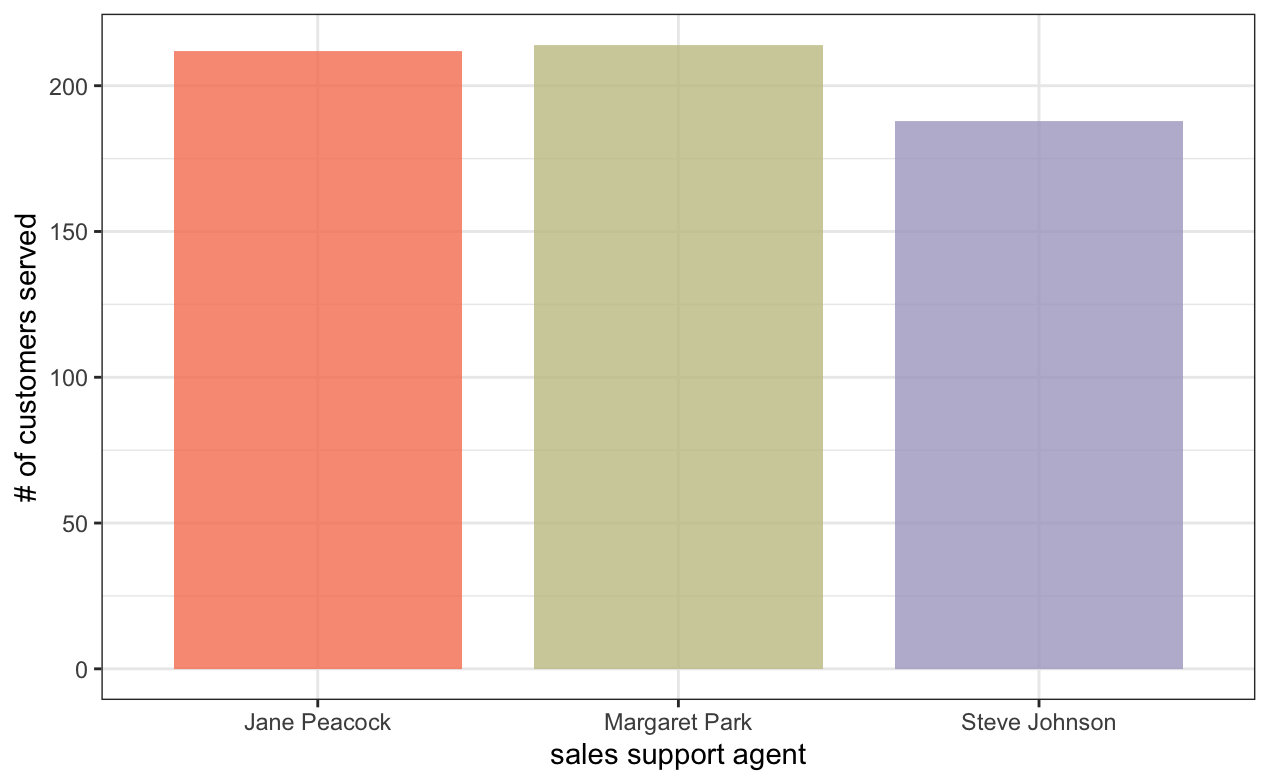 # of customers served
200
150
100
50
0
Jane Peacock
Margaret Park
Steve Johnson
sales support agent